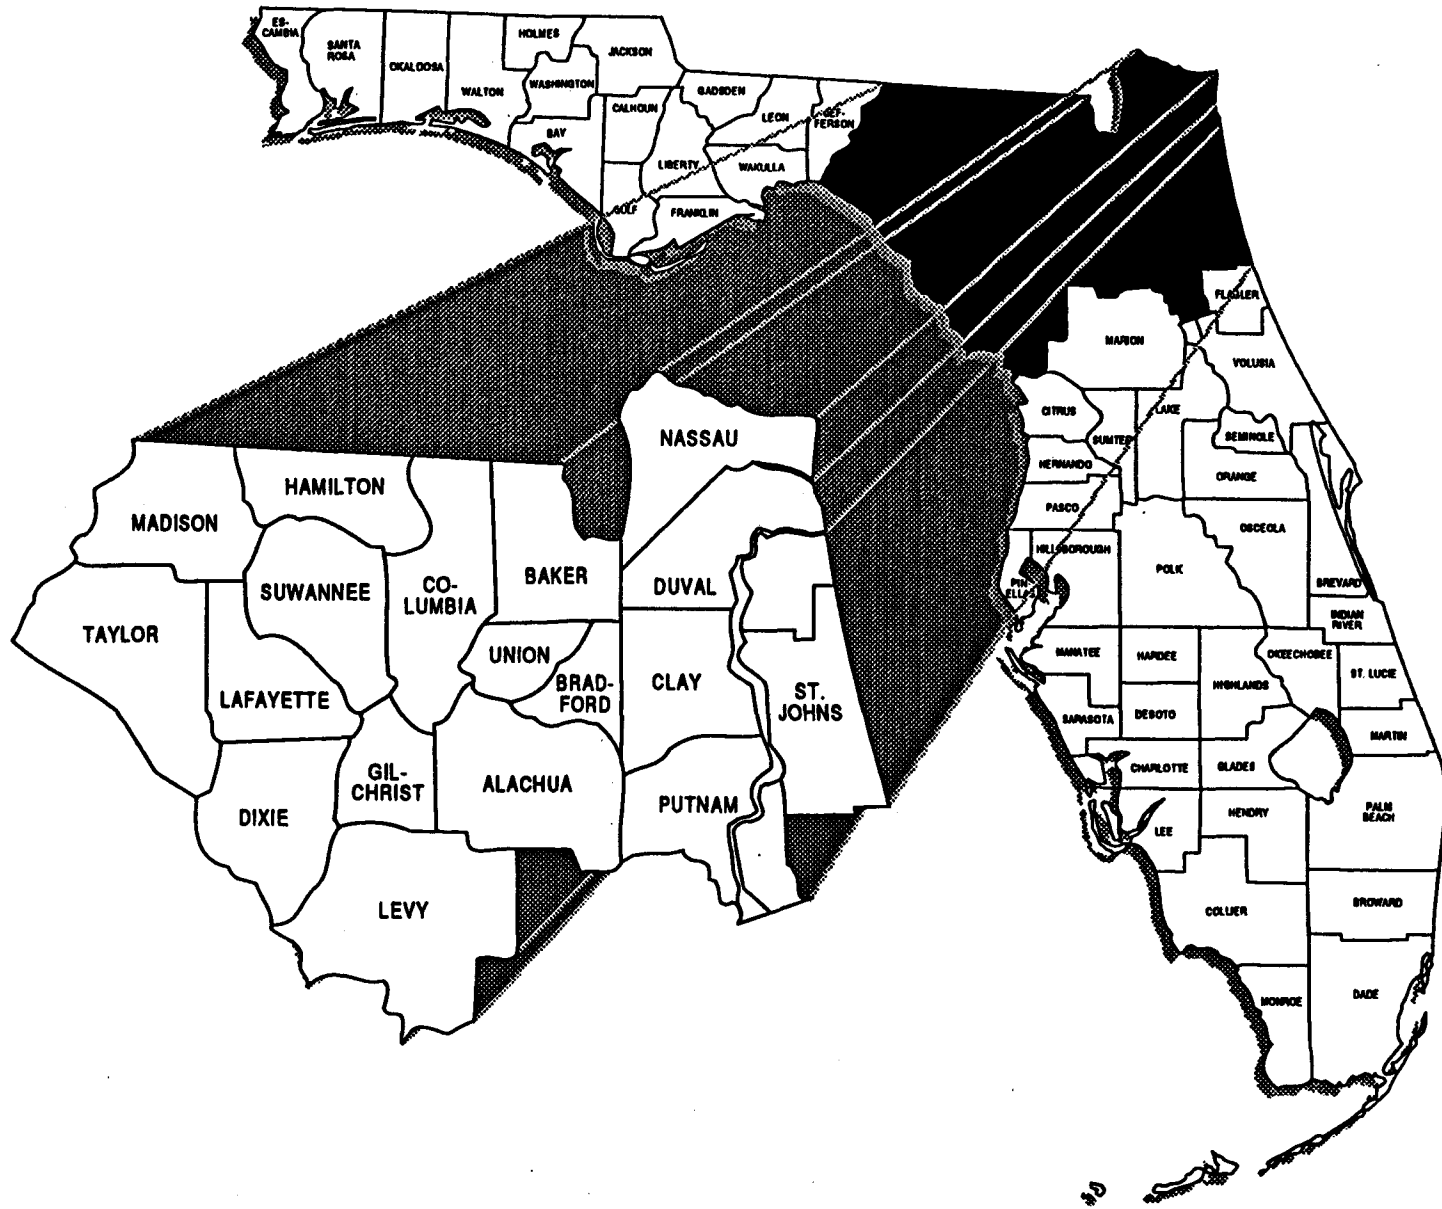 ES-
CAMBIA
SANTA
ROSA
OKALOOSA
WALTON
HOLMES
WASHINGTON
JACKSON
BAY
CALHOUN
GULF
GADSDEN
LIBERTY
FRANKLIN
LEON
WAKULLA
JEF-
FERSON
FLAGLER
MARION
VOLUSIA
CITRUS
LAKE
SUMTER
SEMINOLE
HERNANDO
ORANGE
PASCO
OSCEOLA
HILLSBOROUGH
POLK
PIN
ELLAS
BREVARD
INDIAN
RIVER
MANATEE
HARDEE
OKEECHOBEE
HIGHLANDS
ST. LUCIE
SARASOTA
DESOTO
MARTIN
CHARLOTTE
GLADES
LEE
HENDRY
PALM
BEACH
COLLIER
BROWARD
MONROE
DADE
NASSAU
HAMILTON
MADISON
SUWANNEE
CO-
LUMBIA
BAKER
DUVAL
TAYLOR
UNION
LAFAYETTE
BRAD-
FORD
CLAY
ST.
JOHNS
GIL-
CHRIST
ALACHUA
DIXIE
PUTNAM
LEVY